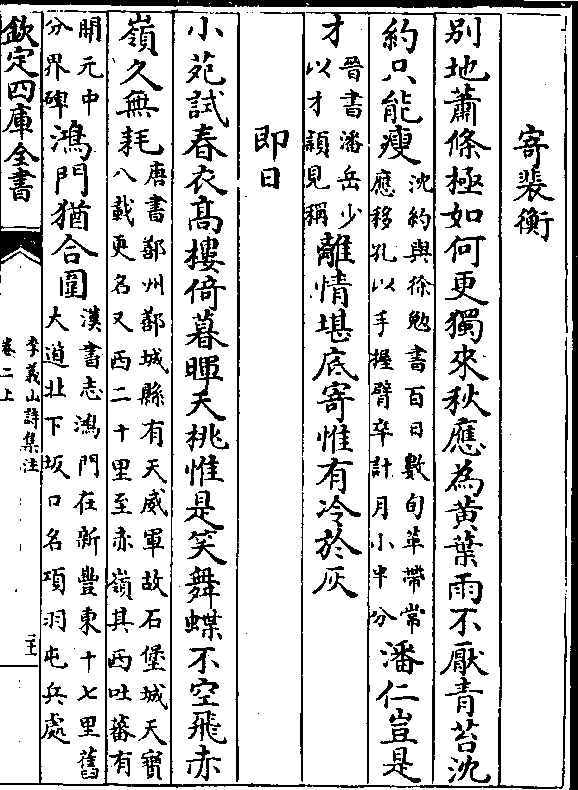 寄裴衡
别地蕭條極如何更獨來秋應為黄葉雨不厭青苔沈
約只能瘦
沈約與徐勉書百日數旬革帶常
應移孔以手握臂卒計月小半分
潘仁豈是
才
晉書潘岳少
以才頴見稱
離情堪底寄惟有冷於灰
即日
小苑試春衣髙樓倚暮暉夭桃惟是笑舞蝶不空飛赤
嶺久無耗
唐書鄯州鄯城縣有天威軍故石堡城天寳
八載更名又西二十里至赤嶺其西吐蕃有
開元中
分界碑
鴻門猶合圍
漢書志鴻門在新豐東十七里舊
大道北下坂口名項羽屯兵處
欽定四庫全書
李義山詩集注
卷二上